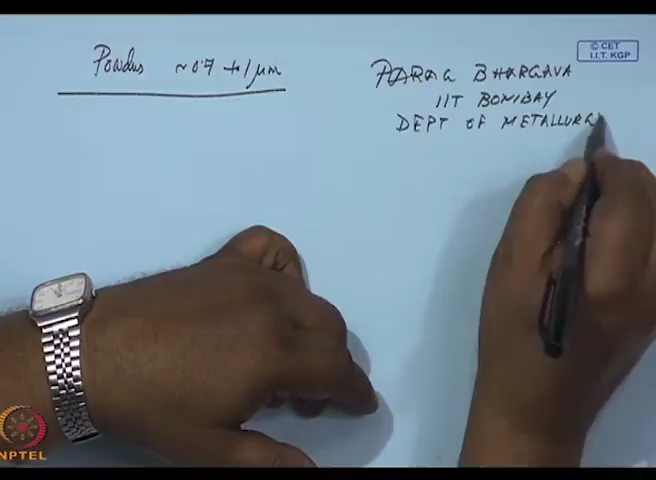 Powders ~0.7 to 1 μm
PARAG BHARGAVA
IIT BOMBAY
DEPT OF METALLURG
© CET
I.I.T. KGP
NPTEL